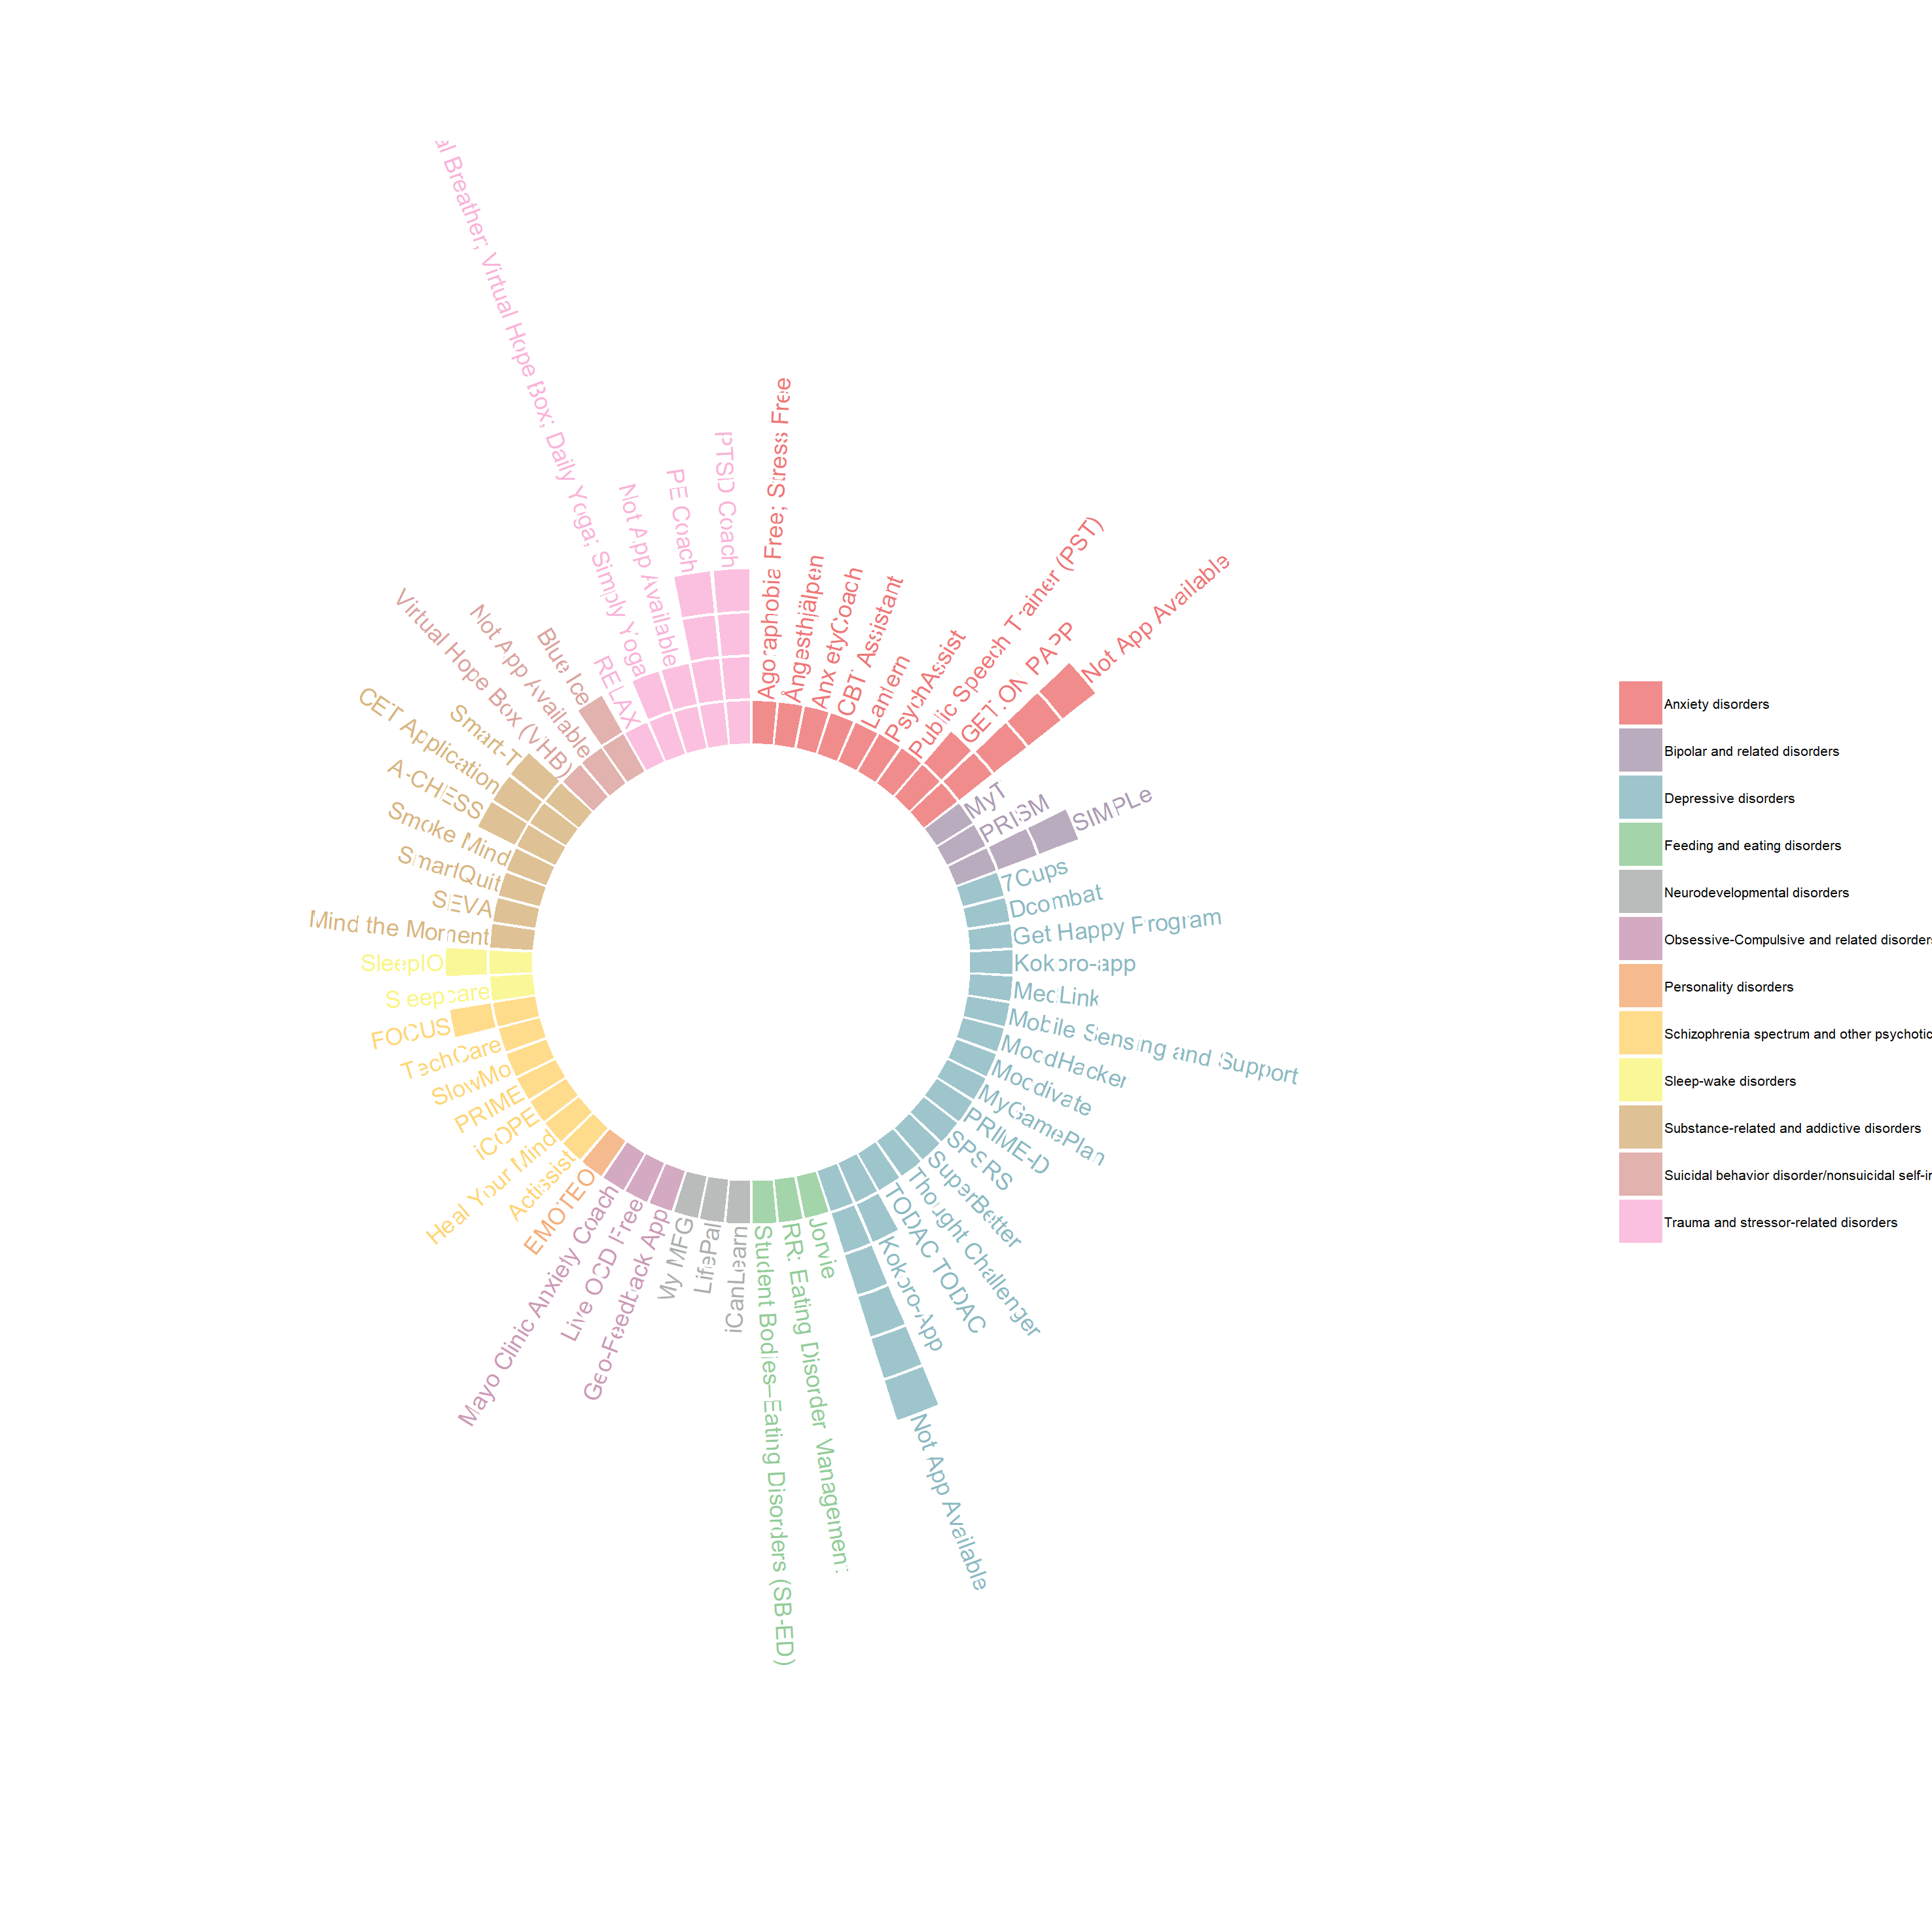 Agoraphobia Free; Stress Free
Ångesthjälpen
AnxietyCoach
CBT Assistant
Lantern
PsychAssist
Public Speech Trainer (PST)
GET.ON PAPP
Not App Available
MyT
PRISM
SIMPLe
7Cups
Dcombat
Get Happy Program
Kokoro-app
MedLink
Mobile Sensing and Support
MoodHacker
Moodivate
MyGamePlan
PRIME-D
SPSRS
SuperBetter
Thought Challenger
TODAC TODAC
Kokoro-App
Not App Available
Jorvie
RR: Eating Disorder Management
Student Bodies–Eating Disorders (SB-ED)
iCanLearn
LifePal
My MFG
Geo-Feedback App
Live OCD Free
Mayo Clinic Anxiety Coach
EMOTEO
Actissist
Heal Your Mind
iCOPE
PRIME
SlowMo
TechCare
FOCUS
Sleepcare
SleepIO
Mind the Moment
SEVA
SmartQuit
Smoke Mind
A-CHESS
CET Application
Smart-T
Virtual Hope Box (VHB)
Not App Available
Blue Ice
RELAX
al Breather; Virtual Hope Box; Daily Yoga; Simply Yoga
Not App Available
PE Coach
PTSD Coach
Anxiety disorders
Bipolar and related disorders
Depressive disorders
Feeding and eating disorders
Neurodevelopmental disorders
Obsessive-Compulsive and related disorders
Personality disorders
Schizophrenia spectrum and other psychotic
Sleep-wake disorders
Substance-related and addictive disorders
Suicidal behavior disorder/nonsuicidal self-in
Trauma and stressor-related disorders